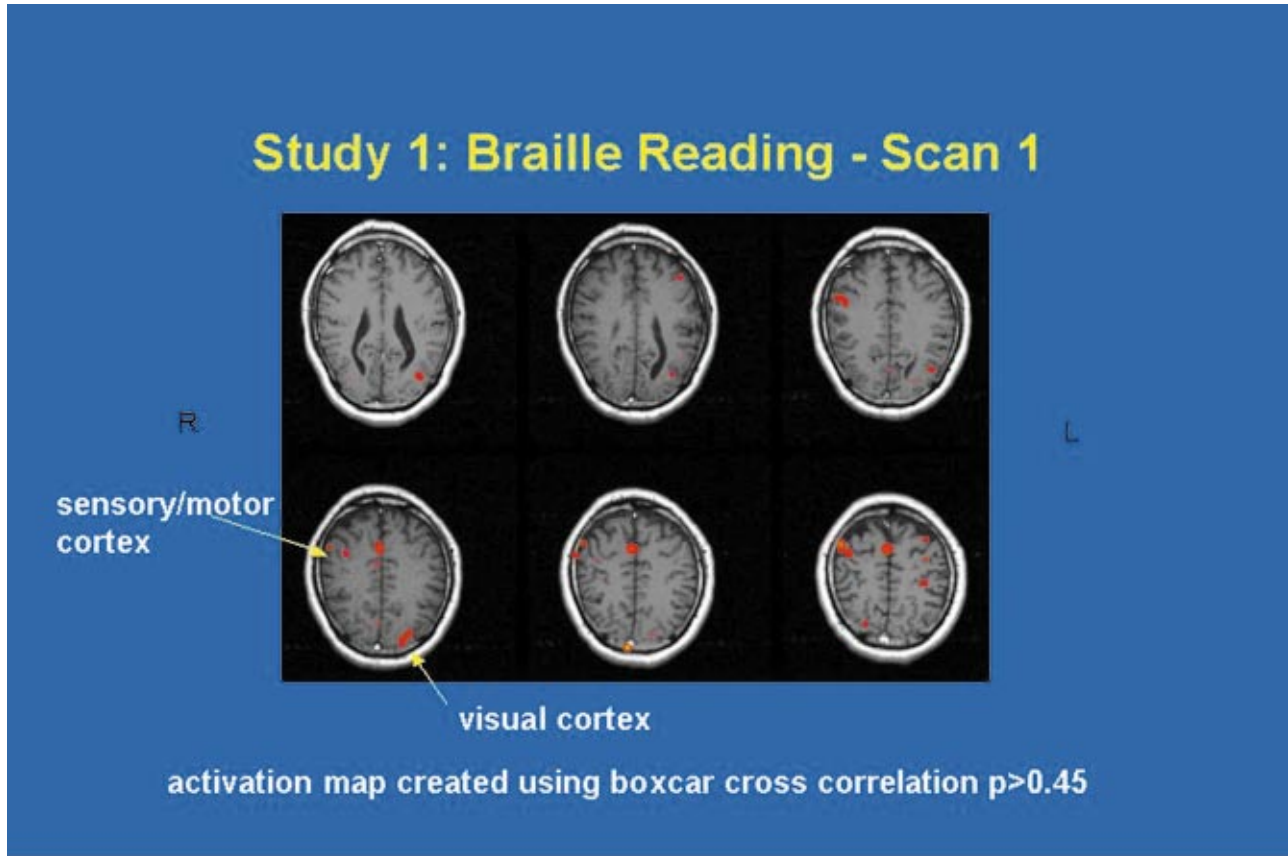 Study 1: Braille Reading - Scan 1
R
L
sensory/motor
cortex
visual cortex
activation map created using boxcar cross correlation p>0.45